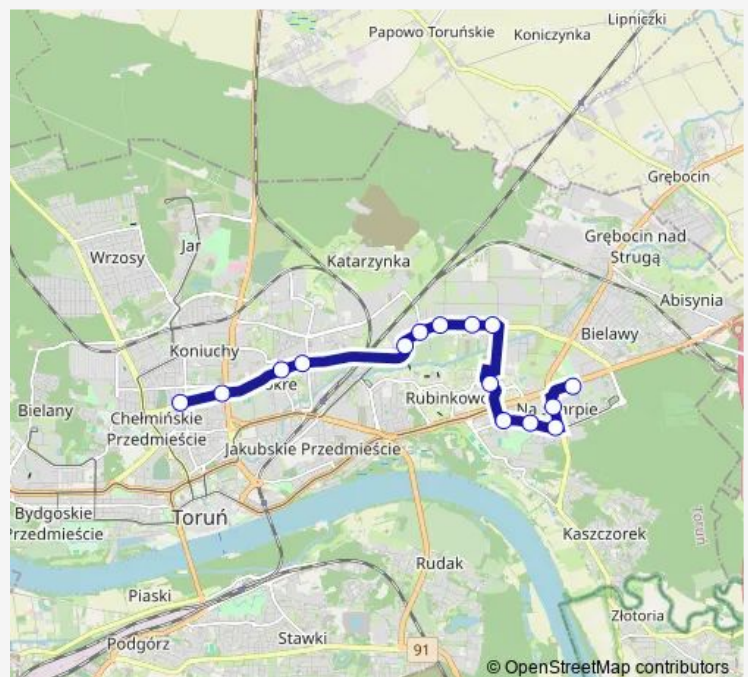 Lipniczki
Papowo Toruńskie
Koniczynka
Grębocin
Grębocin nad
Strugą
Jar
Wrzosy
Katarzynka
Abisynia
Bielawy
Koniuchy
Rubinkowo
Bielany
Chełmińskie
Przedmieście
Jakubskie Przedmieście
Bydgoskie
Przedmieście
Toruń
Kaszczorek
Toruń
Rudak
Piaski
Złotoria
Podgórz
Stawki
91
© OpenStreetMap contributors